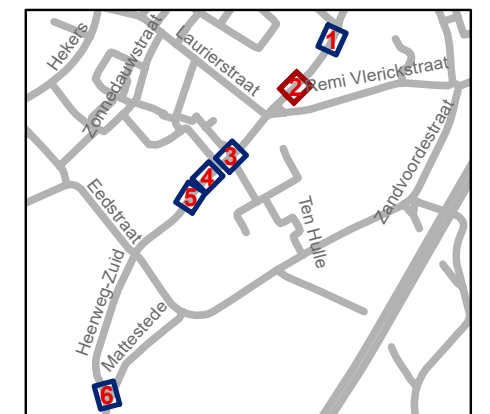 1
Hekers
Zonnedauwstraat
Laurierstraat
2
Remi Vlerickstraat
3
4
5
Zandvoordestraat
Eedstraat
Ten Hulle
Heerweg-Zuid
Mattestede
6